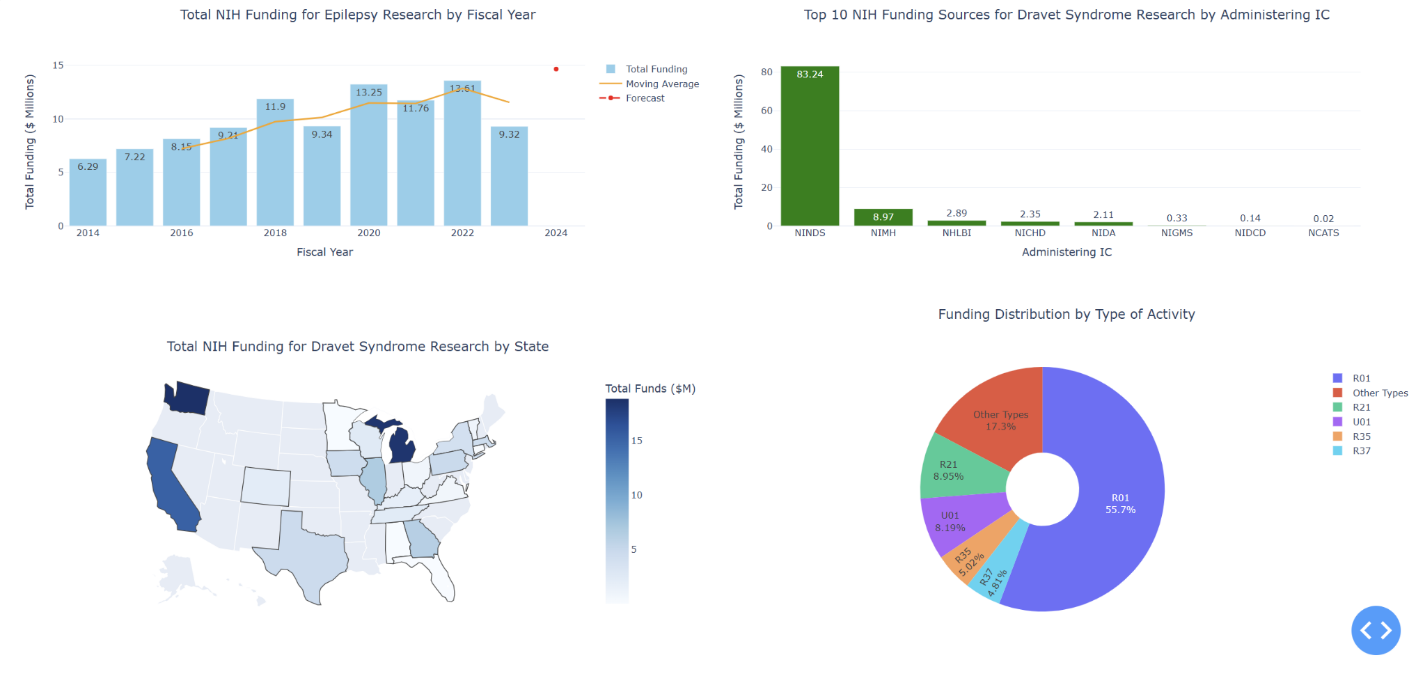 Total NIH Funding for Epilepsy Research by Fiscal Year
Total Funding ($ Millions)
15
10
5
0
6.29
7.22
8.15
9.21
11.9
9.34
13.25
11.76
13.61
9.32
2014
2016
2018
2020
2022
2024
Fiscal Year
Total Funding
Moving Average
Forecast
Top 10 NIH Funding Sources for Dravet Syndrome Research by Administering IC
Total Funding ($ Millions)
80
60
40
20
0
83.24
8.97
2.89
2.35
2.11
0.33
0.14
0.02
NINDS
NIMH
NHLBI
NICHD
NIDA
NIGMS
NIDCD
NCATS
Administering IC
Total NIH Funding for Dravet Syndrome Research by State
Total Funds ($M)
15
10
5
Funding Distribution by Type of Activity
R01
55.7%
Other Types
17.3%
R21
8.95%
U01
8.19%
R35
5.02%
R37
4.81%
R01
Other Types
R21
U01
R35
R37